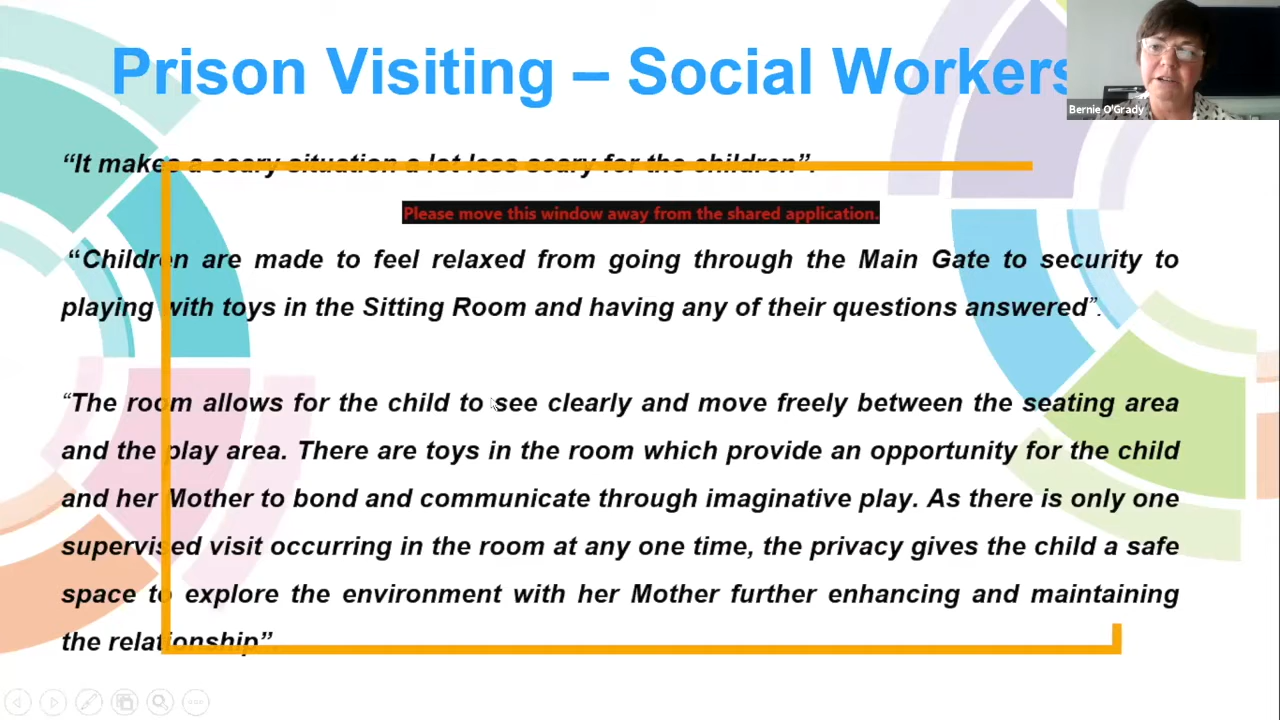 Prison Visiting – Social Workers
Bernie O'Grady
“It makes a scary situation a lot less scary for the children”.
Please move this window away from the shared application.
“Children are made to feel relaxed from going through the Main Gate to security to
playing with toys in the Sitting Room and having any of their questions answered”.
“The room allows for the child to see clearly and move freely between the seating area
and the play area. There are toys in the room which provide an opportunity for the child
and her Mother to bond and communicate through imaginative play. As there is only one
supervised visit occurring in the room at any one time, the privacy gives the child a safe
space to explore the environment with her Mother further enhancing and maintaining
the relationship”.